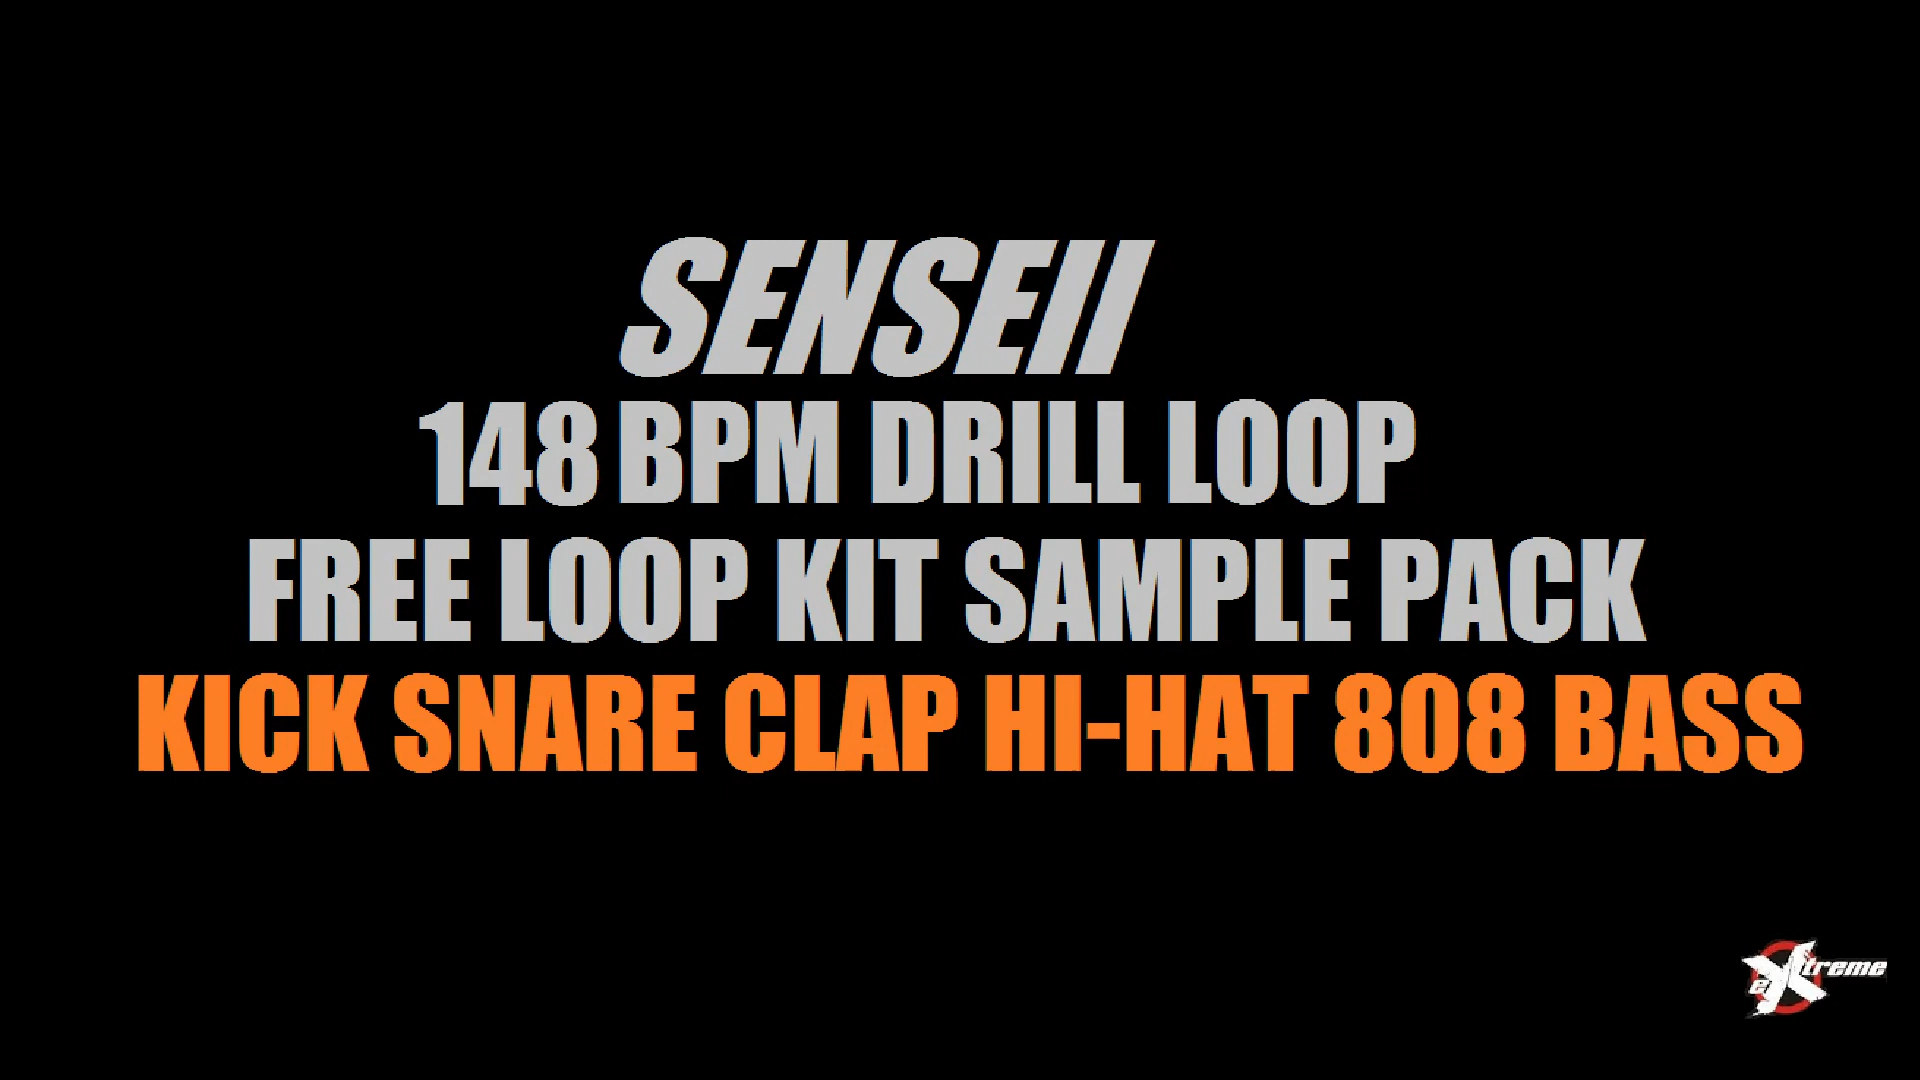 SENSEII
148 BPM DRILL LOOP
FREE LOOP KIT SAMPLE PACK
KICK SNARE CLAP HI-HAT 808 BASS
eXtreme